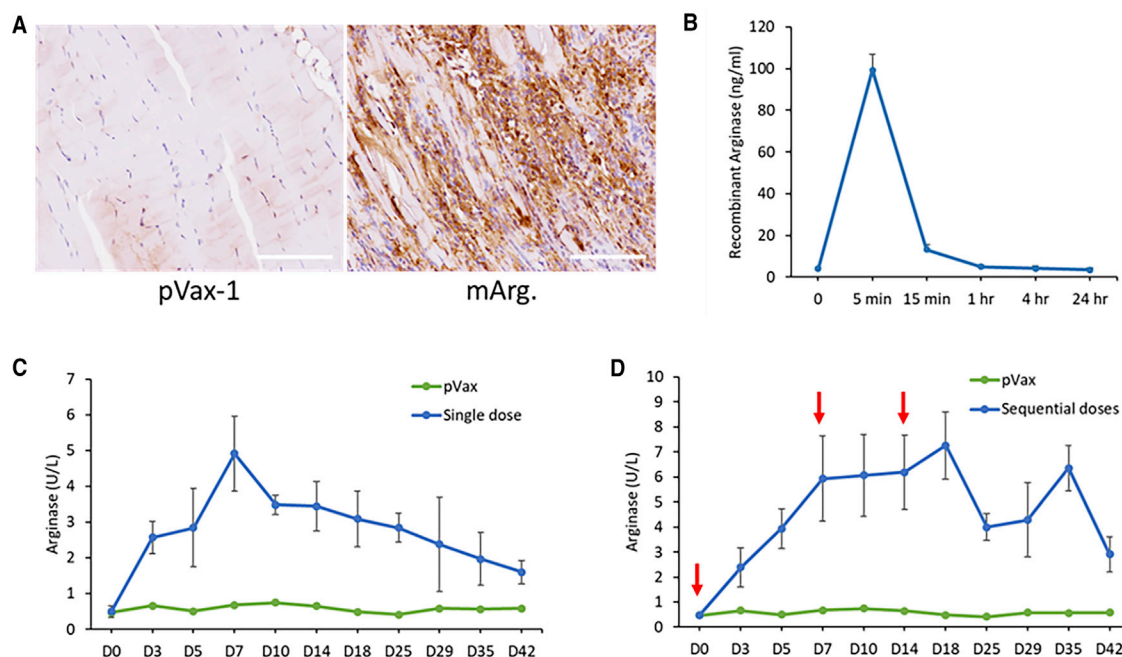 A
pVax-1
mArg.
B
Recombinant Arginase (ng/ml)
120
100
80
60
40
20
0
0 5 min 15 min 1 hr 4 hr 24 hr
C
Arginase (U/L)
7
6
5
4
3
2
1
0
pVax
Single dose
D0 D3 D5 D7 D10 D14 D18 D25 D29 D35 D42
D
Arginase (U/L)
10
9
8
7
6
5
4
3
2
1
0
pVax
Sequential doses
D0 D3 D5 D7 D10 D14 D18 D25 D29 D35 D42